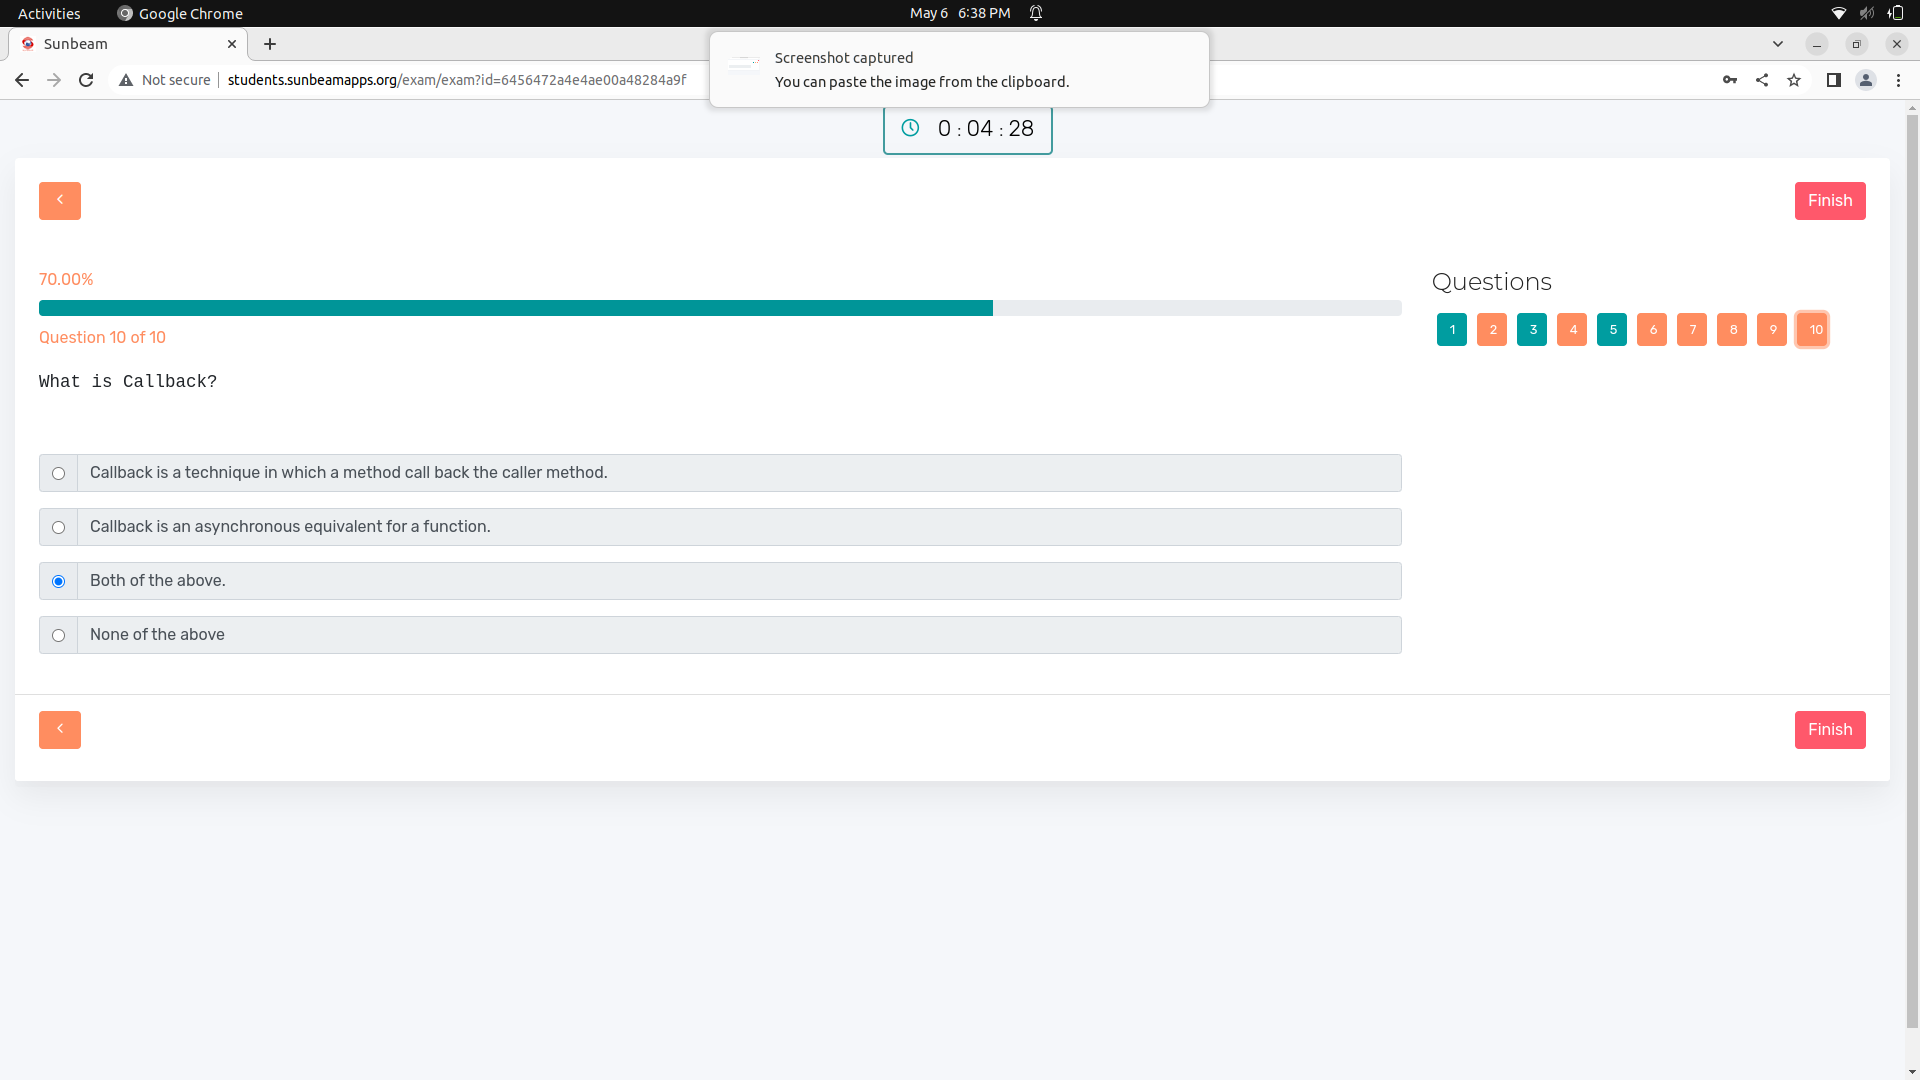 Activities
Google Chrome
May 6 6:38 PM
Sunbeam
Not secure
students.sunbeamapps.org/exam/exam?id=6456472a4e4ae00a48284a9f
Screenshot captured
You can paste the image from the clipboard.
0 : 04 : 28
Finish
70.00%
Question 10 of 10
What is Callback?
Callback is a technique in which a method call back the caller method.
Callback is an asynchronous equivalent for a function.
Both of the above.
None of the above
Questions
1 2 3 4 5 6 7 8 9 10
Finish